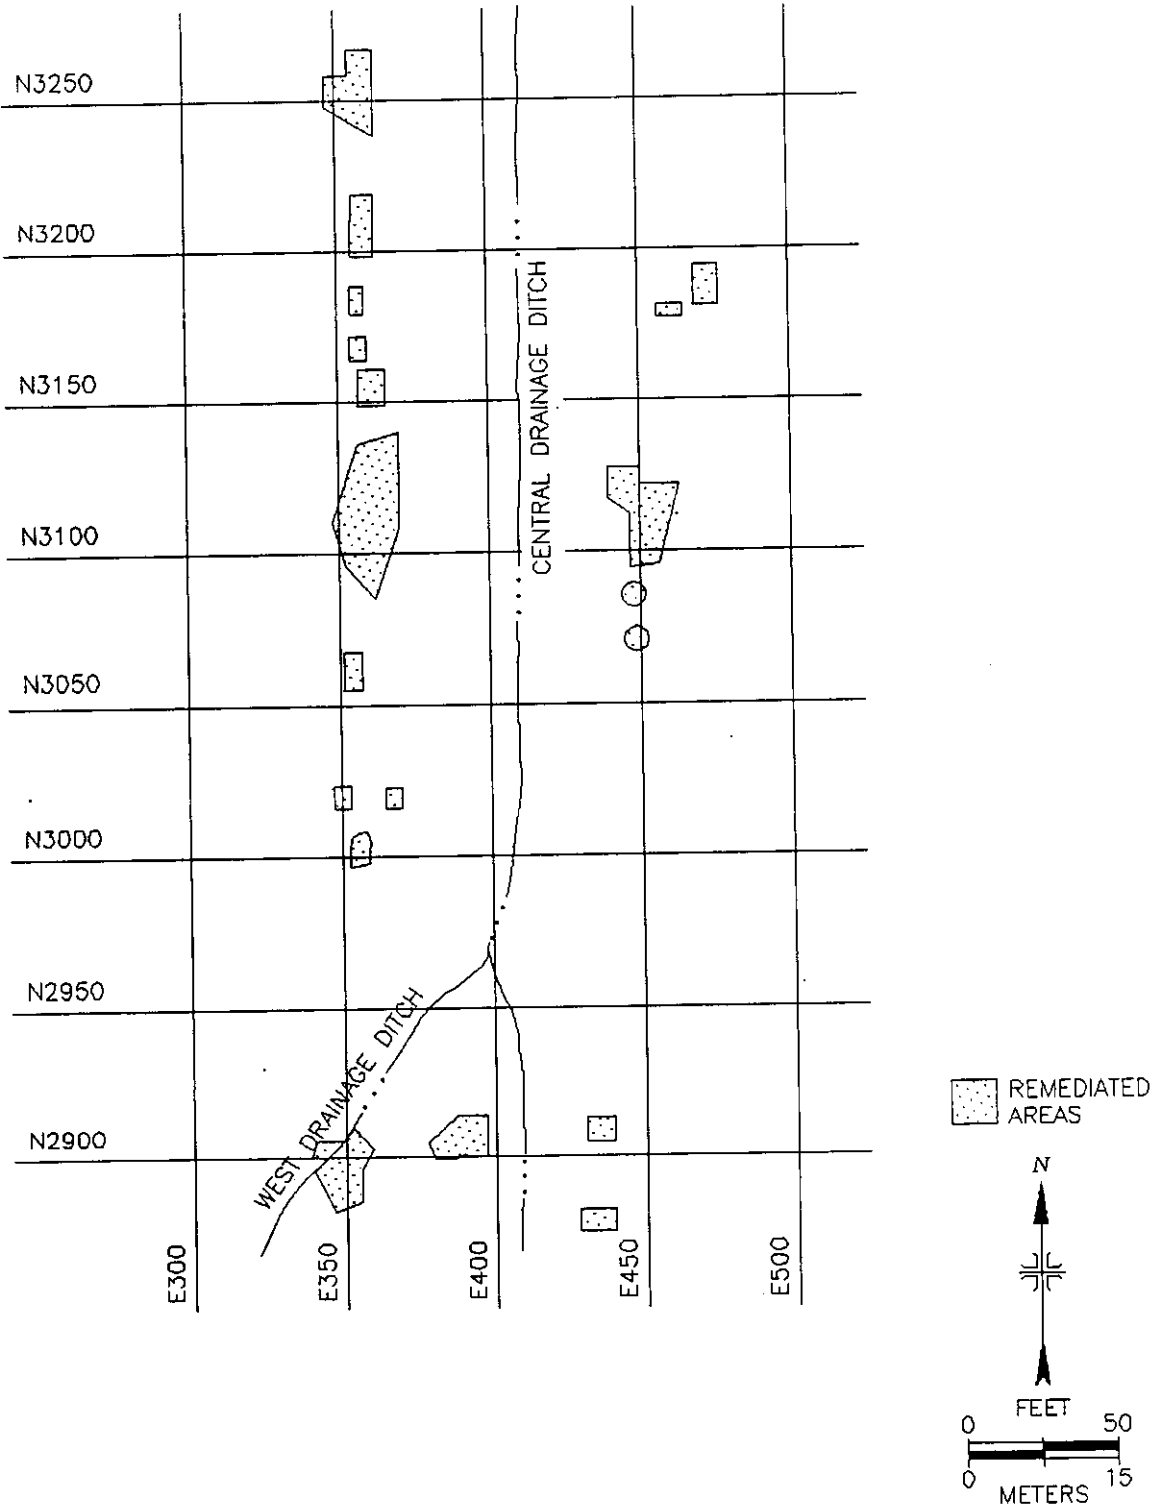 N3250
N3200
CENTRAL DRAINAGE DITCH
N3150
N3100
N3050
N3000
N2950
WEST DRAINAGE DITCH
N2900
E300
E350
E400
E450
E500
REMEDIATED
AREAS
N
FEET
0 50
0 15
METERS